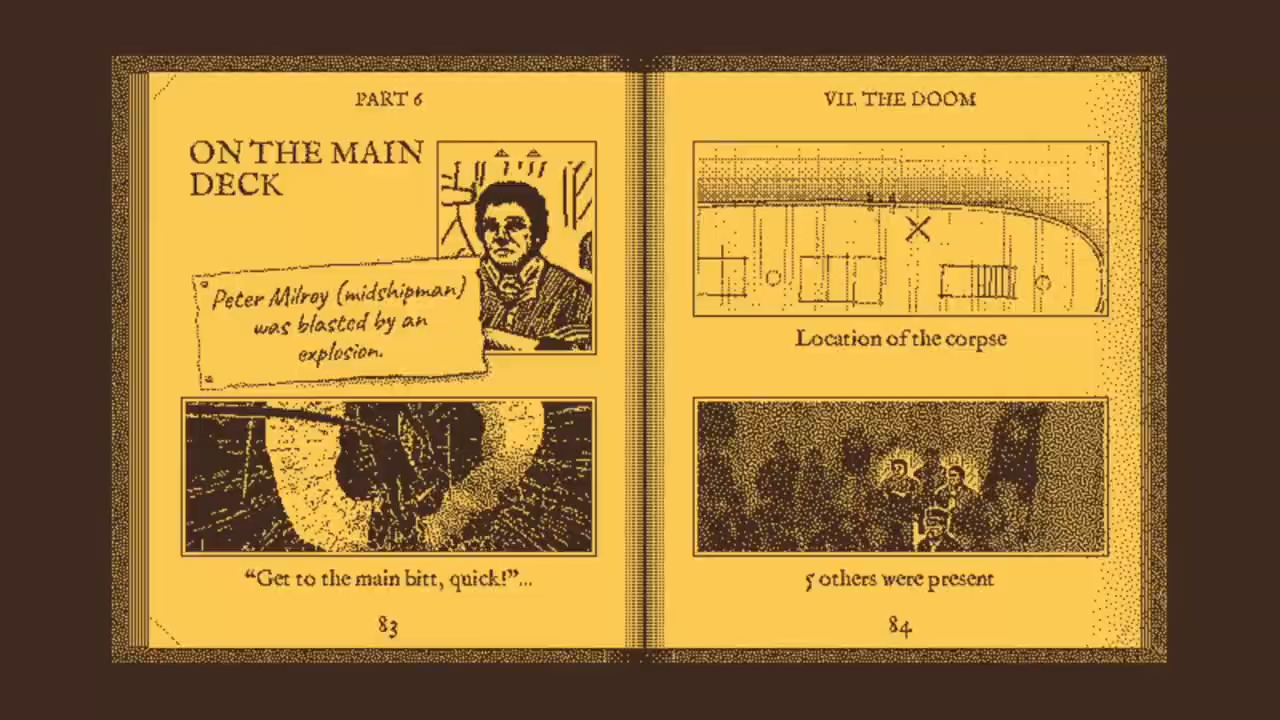 PART 6
ON THE MAIN
DECK
Peter Milroy (midshipman)
was blasted by an
explosion.
“Get to the main bitt, quick!”...
83
VII. THE DOOM
Location of the corpse
5 others were present
84